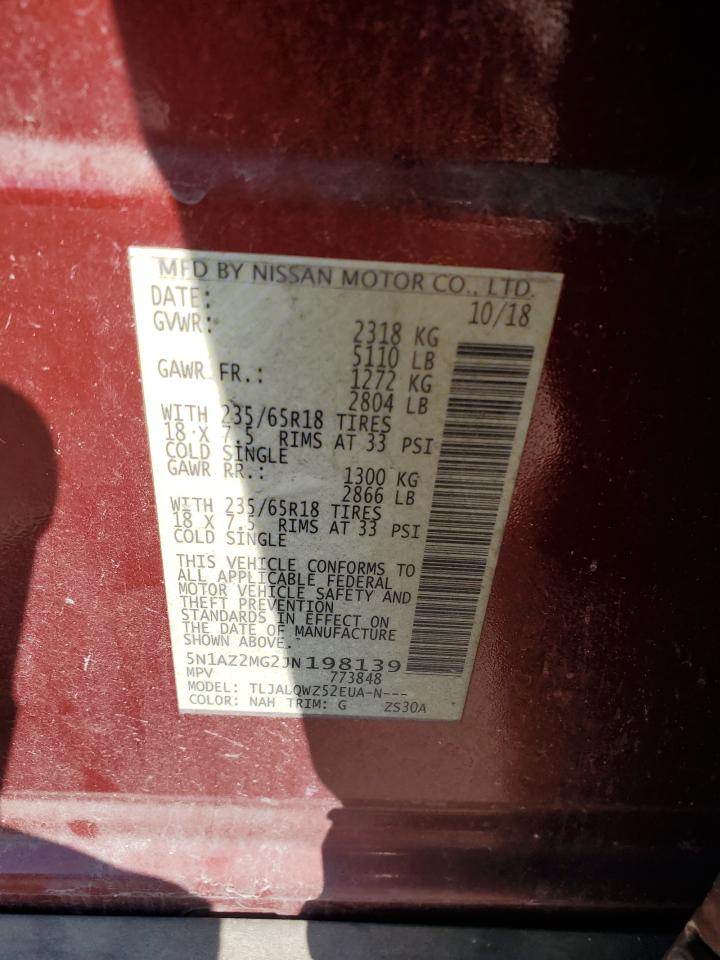 MFD BY NISSAN MOTOR CO., LTD.
DATE: 10/18
GVWR: 2318 KG
5110 LB
GAWR FR.: 1272 KG
2804 LB
WITH 235/65R18 TIRES
18 X 7.5 RIMS AT 33 PSI
COLD SINGLE
GAWR RR.: 1300 KG
2866 LB
WITH 235/65R18 TIRES
18 X 7.5 RIMS AT 33 PSI
COLD SINGLE
THIS VEHICLE CONFORMS TO
ALL APPLICABLE FEDERAL
MOTOR VEHICLE SAFETY AND
THEFT PREVENTION
STANDARDS IN EFFECT ON
THE DATE OF MANUFACTURE
SHOWN ABOVE.
5N1AZ2MG2JN198139
MPV 773848
MODEL: TLJALQWZ52EUA-N---
COLOR: NAH TRIM: G ZS30A